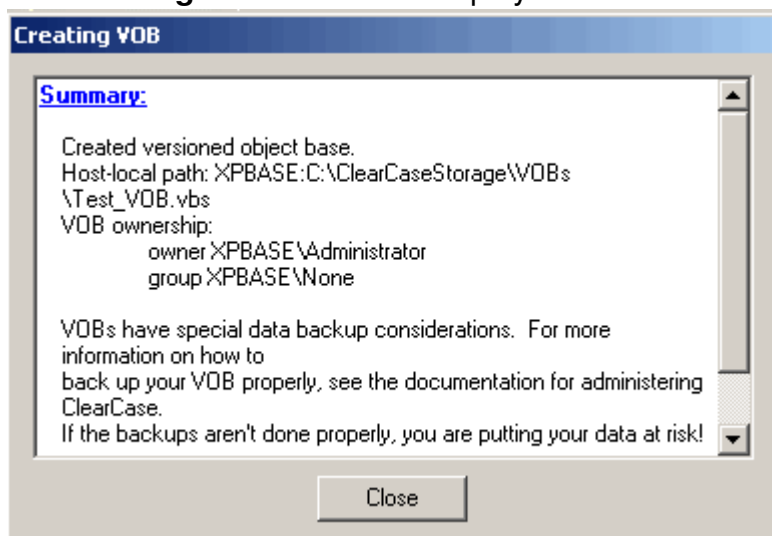 Creating VOB
Summary:
Created versioned object base.
Host-local path: XPBASE:C:\ClearCaseStorage\VOBs
\Test_VOB.vbs
VOB ownership:
owner XPBASE\Administrator
group XPBASE\None
VOBs have special data backup considerations.  For more
information on how to
back up your VOB properly, see the documentation for administering
ClearCase.
If the backups aren't done properly, you are putting your data at risk!
Close